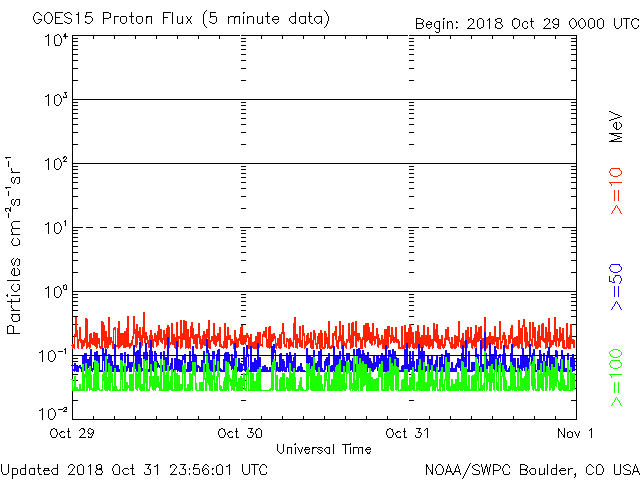 GOES15 Proton Flux (5 minute data)
Begin: 2018 Oct 29 0000 UTC
10⁴
10³
10²
10¹
10⁰
10⁻¹
10⁻²
Particles cm⁻²s⁻¹sr⁻¹
MeV
>=10
>=50
>=100
Oct 29
Oct 30
Oct 31
Nov 1
Universal Time
Updated 2018 Oct 31 23:56:01 UTC
NOAA/SWPC Boulder, CO USA